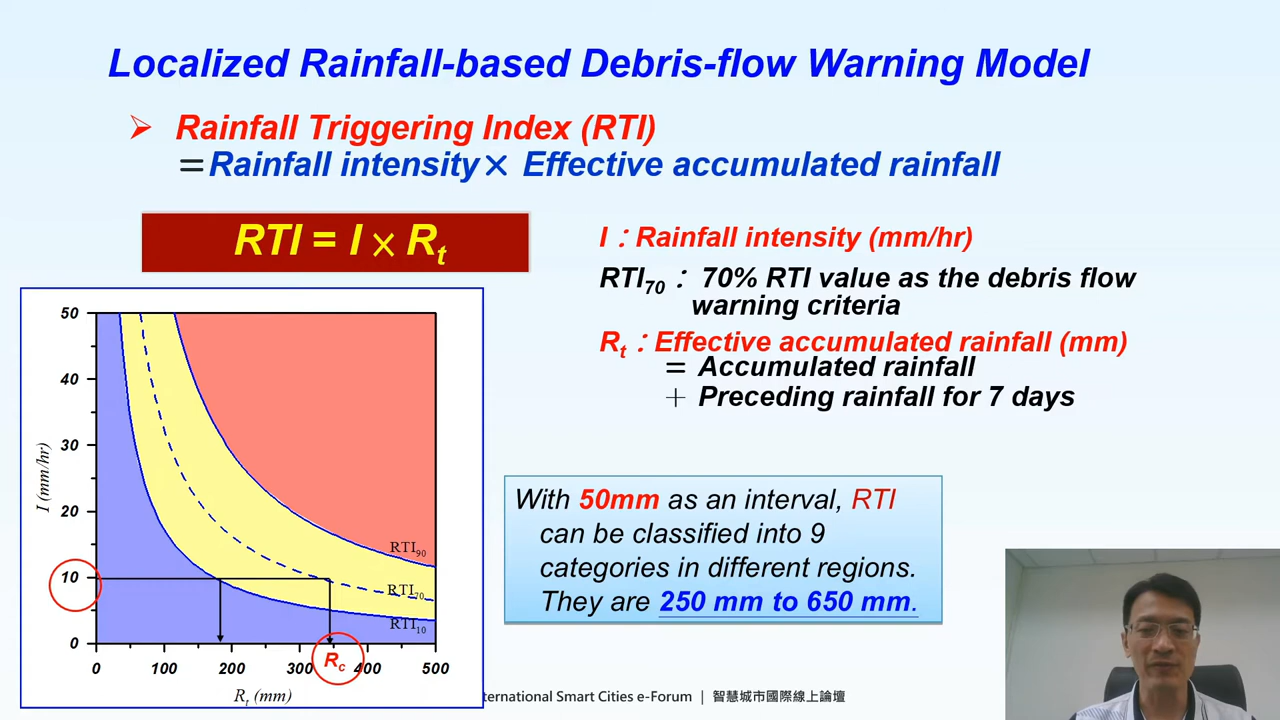 Localized Rainfall-based Debris-flow Warning Model
➢ Rainfall Triggering Index (RTI)
=Rainfall intensity× Effective accumulated rainfall
RTI = I × Rt
I：Rainfall intensity (mm/hr)
RTI70： 70% RTI value as the debris flow
warning criteria
Rt：Effective accumulated rainfall (mm)
= Accumulated rainfall
＋ Preceding rainfall for 7 days
50
40
30
20
10
0
I (mm/hr)
RTI90
RTI70
RTI10
0
100
200
300
Rc
400
500
Rt (mm)
With 50mm as an interval, RTI
can be classified into 9
categories in different regions.
They are 250 mm to 650 mm.
ternational Smart Cities e-Forum | 智慧城市國際線上論壇